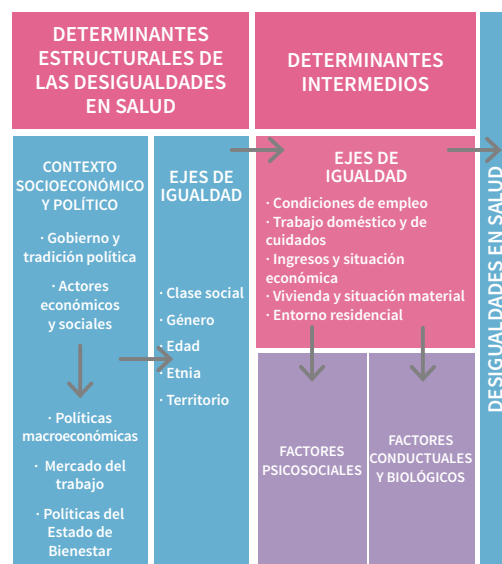 DETERMINANTES
ESTRUCTURALES DE
LAS DESIGUALDADES
EN SALUD
DETERMINANTES
INTERMEDIOS
CONTEXTO
SOCIOECONÓMICO
Y POLÍTICO
· Gobierno y
tradición política
· Actores
económicos
y sociales
· Políticas
macroeconómicas
· Mercado del
trabajo
· Políticas del
Estado de
Bienestar
EJES DE
IGUALDAD
· Clase social
· Género
· Edad
· Etnia
· Territorio
EJES DE
IGUALDAD
· Condiciones de empleo
· Trabajo doméstico y de
cuidados
· Ingresos y situación
económica
· Vivienda y situación material
· Entorno residencial
FACTORES
PSICOSOCIALES
FACTORES
CONDUCTUALES
Y BIOLÓGICOS
DESIGUALDADES EN SALUD